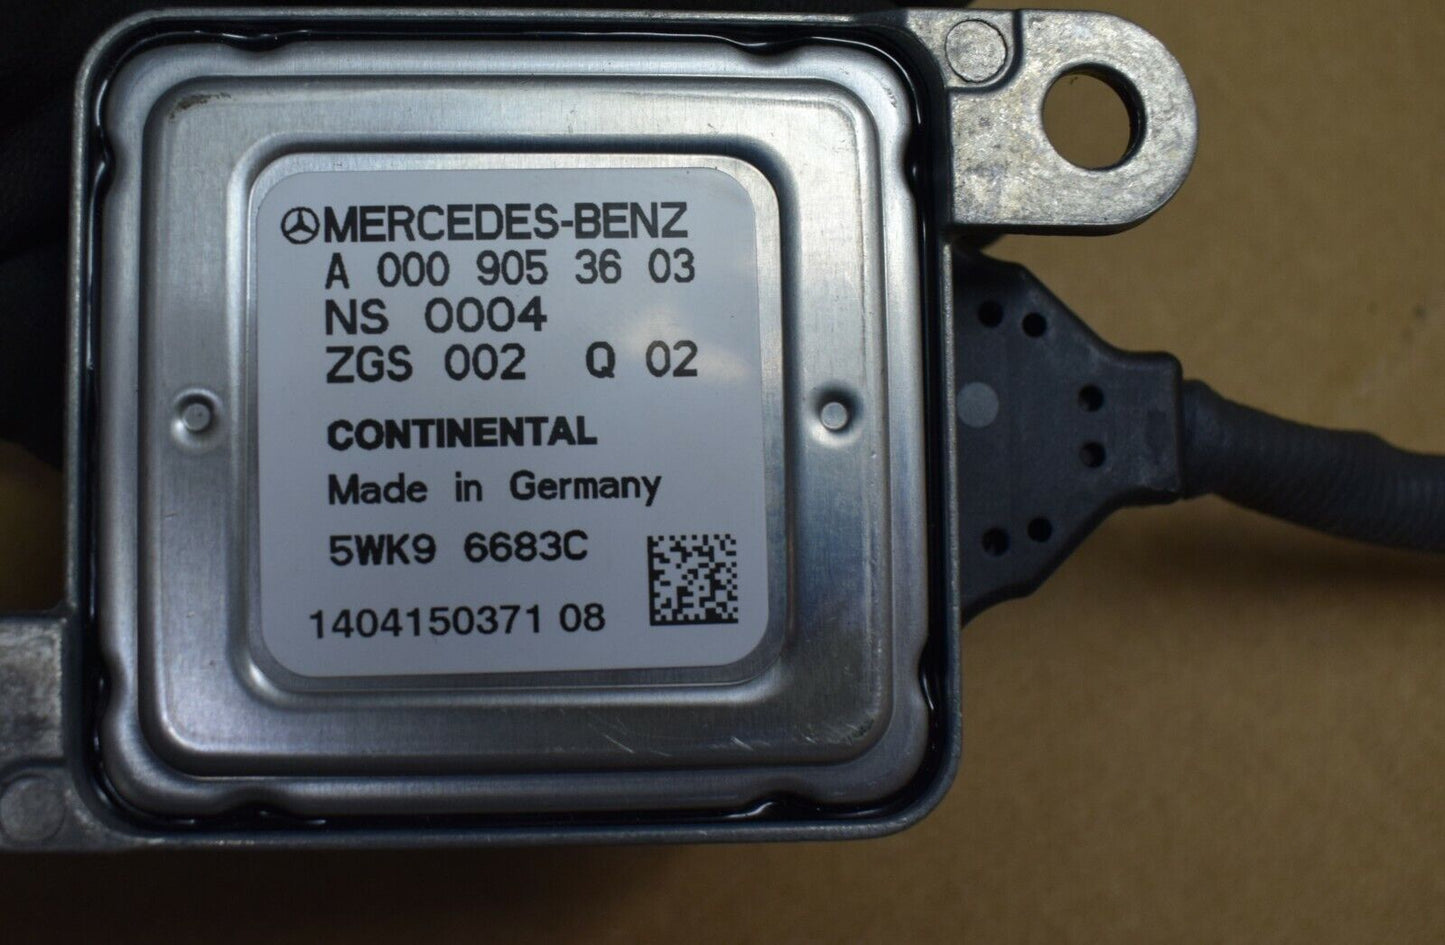 MERCEDES-BENZ
A 000 905 36 03
NS 0004
ZGS 002 Q 02
CONTINENTAL
Made in Germany
5WK9 6683C
1404150371 08